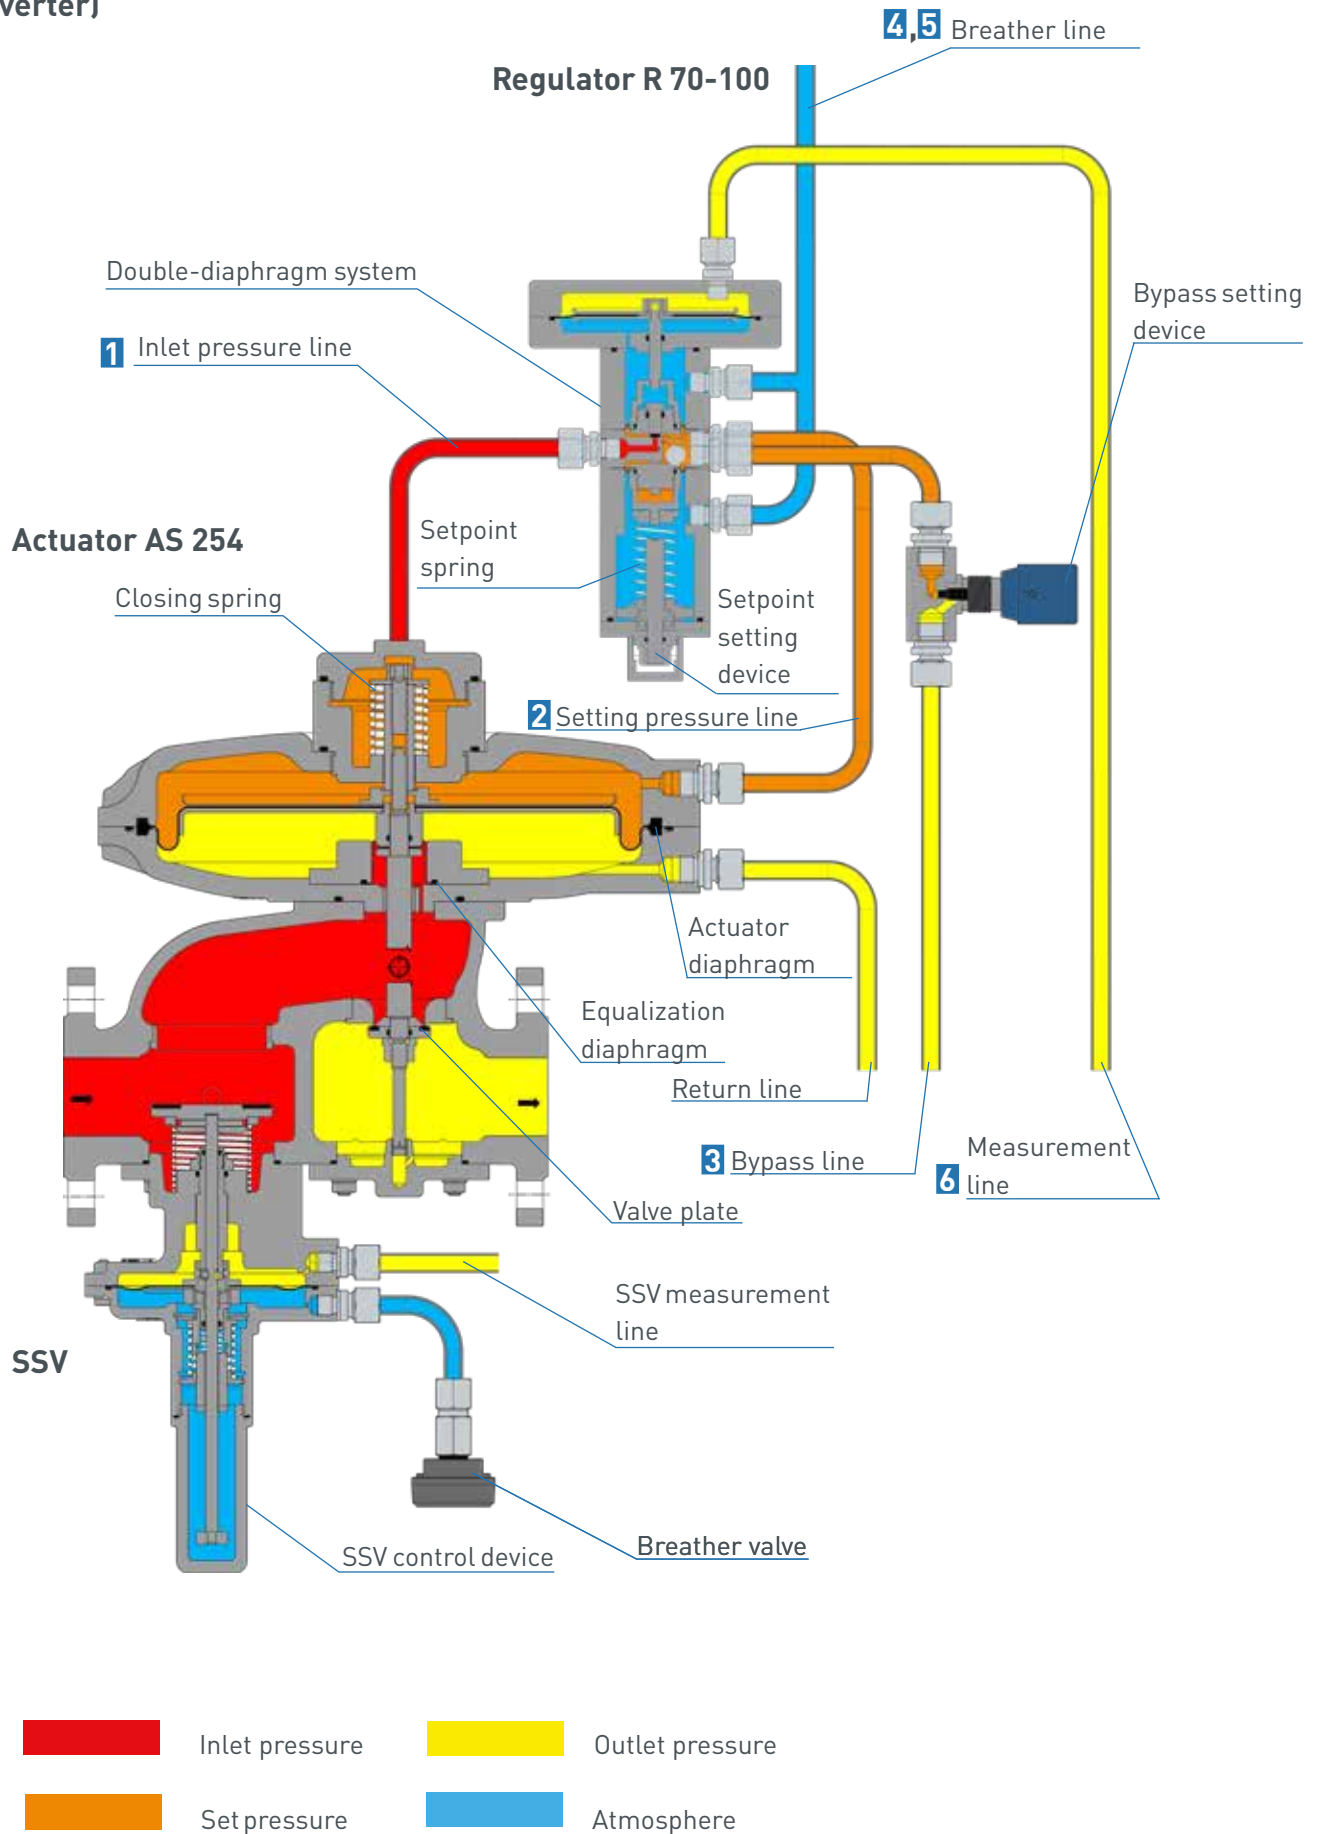 verter)
4,5 Breather line
Regulator R 70-100
Double-diaphragm system
Bypass setting
device
1 Inlet pressure line
Actuator AS 254
Setpoint
spring
Closing spring
Setpoint
setting
device
2 Setting pressure line
Actuator
diaphragm
Equalization
diaphragm
Return line
Measurement
6 line
3 Bypass line
Valve plate
SSV measurement
line
SSV
Breather valve
SSV control device
Inlet pressure
Outlet pressure
Set pressure
Atmosphere